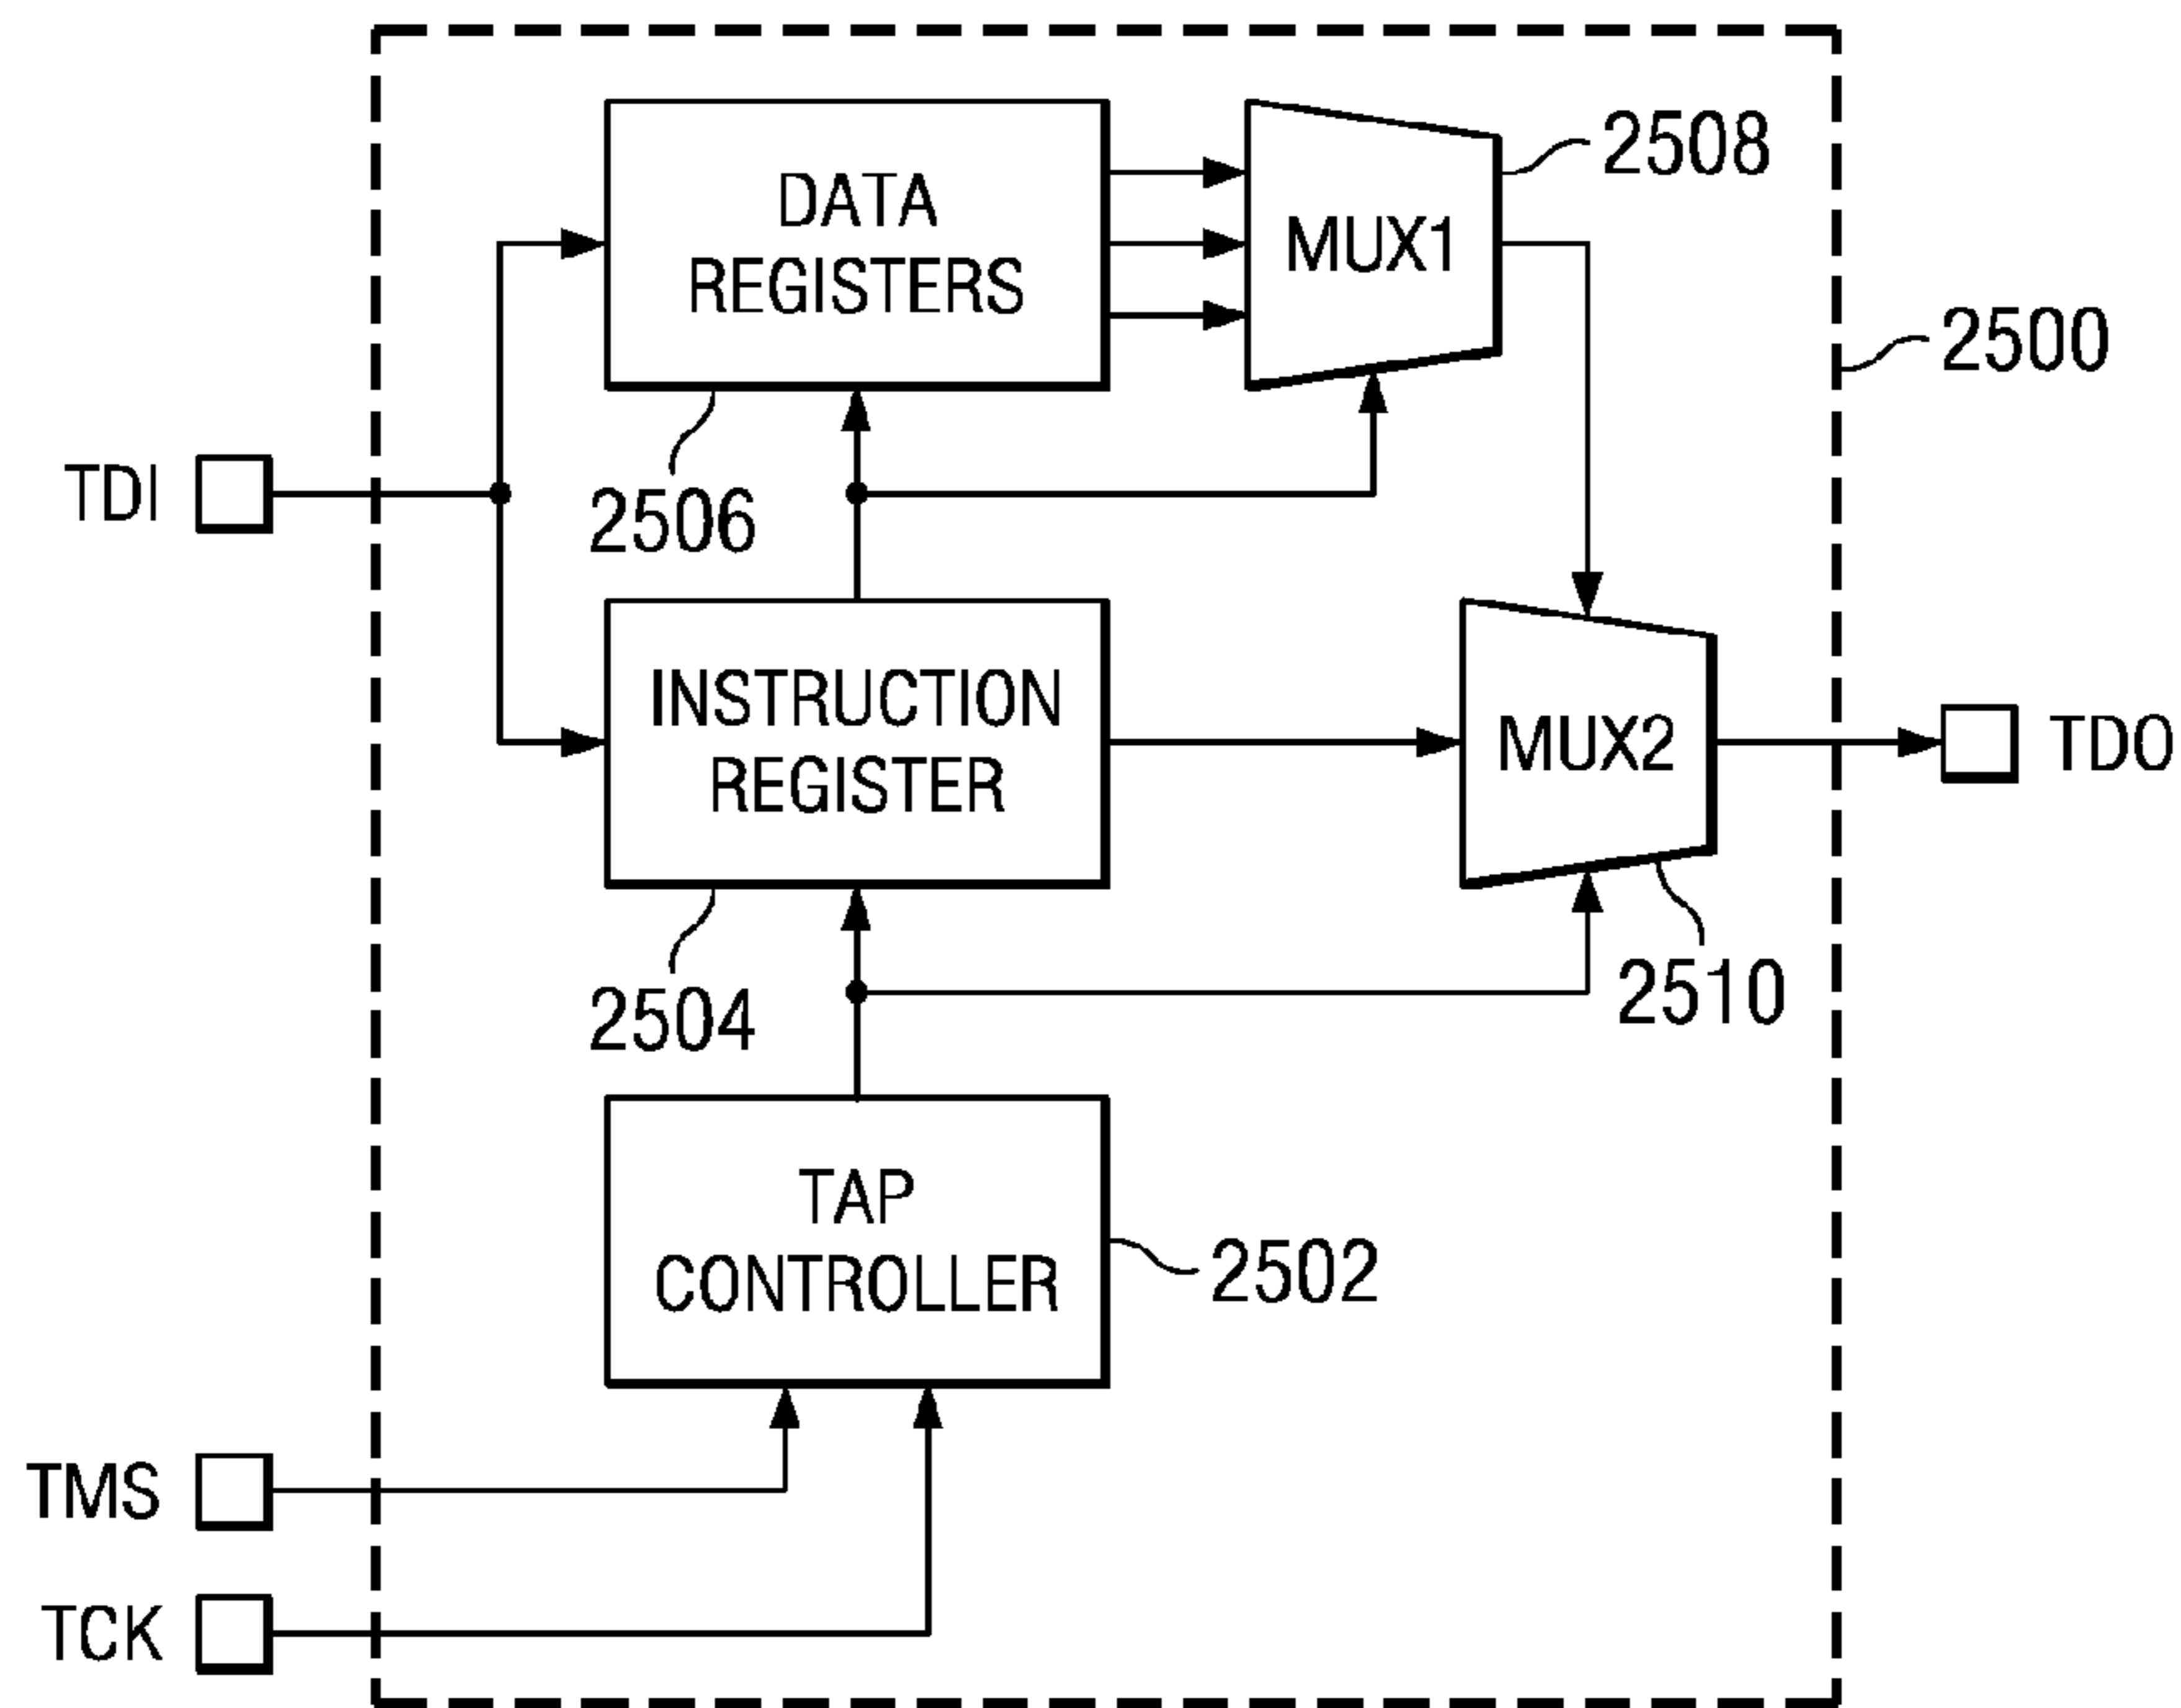 DATA
REGISTERS
MUX1
2508
2500
TDI
2506
INSTRUCTION
REGISTER
MUX2
TDO
2504
2510
TAP
CONTROLLER
2502
TMS
TCK